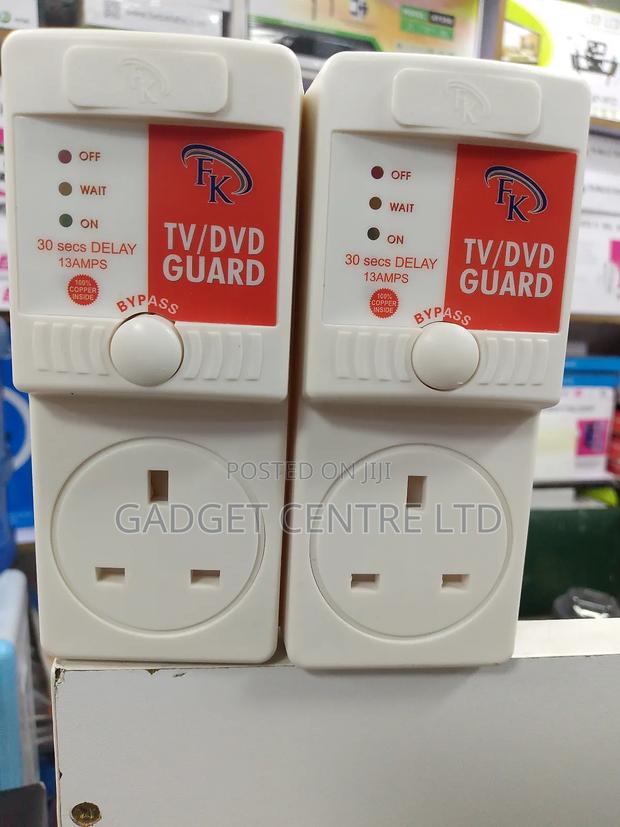 FK
OFF
WAIT
ON
30 secs DELAY
13AMPS
100%
COPPER
INSIDE
FK
TV/DVD
GUARD
BYPASS
FK
OFF
WAIT
ON
30 secs DELAY
13AMPS
100%
COPPER
INSIDE
FK
TV/DVD
GUARD
BYPASS
POSTED ON JIJI
GADGET CENTRE LTD